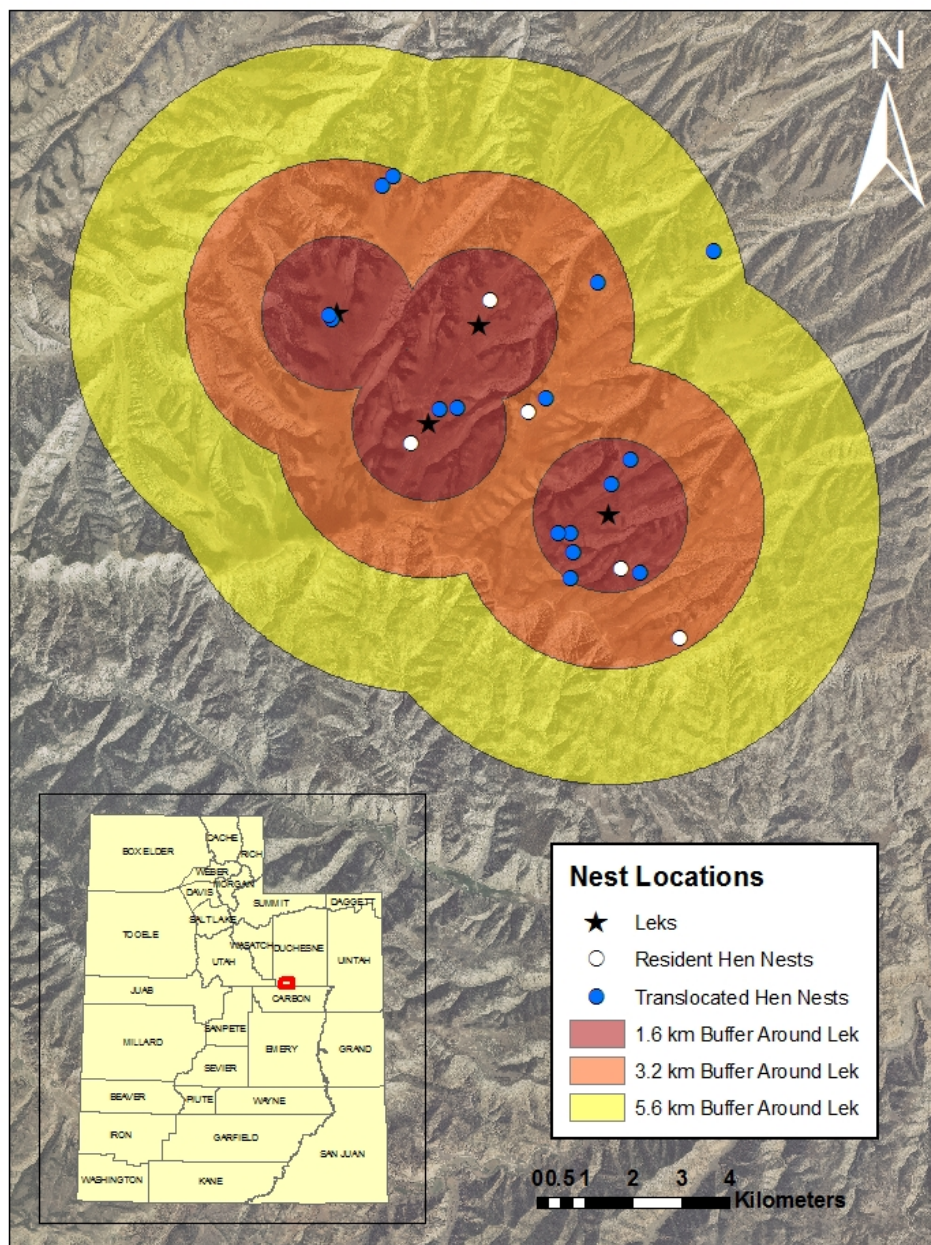 N
BOX ELDER
CACHE
RICH
WEBER
MORGAN
DAVIS
SUMMIT
DAGGETT
SALT LAKE
TOOELE
WASATCH
DUCHESNE
UTAH
UINTAH
JUAB
CARBON
SANPETE
MILLARD
EMERY
GRAND
SEVIER
BEAVER
PIUTE
WAYNE
IRON
GARFIELD
SAN JUAN
WASHINGTON
KANE
Nest Locations
Leks
Resident Hen Nests
Translocated Hen Nests
1.6 km Buffer Around Lek
3.2 km Buffer Around Lek
5.6 km Buffer Around Lek
0 0.5 1 2 3 4
Kilometers